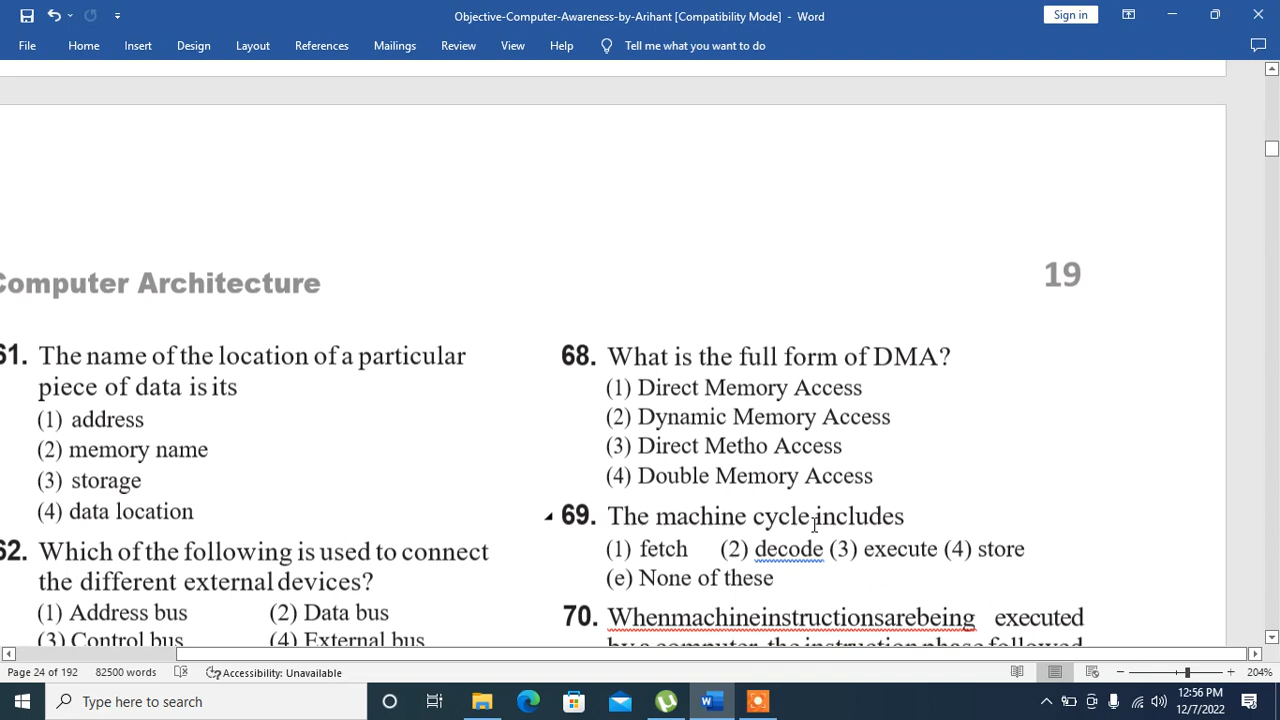 Objective-Computer-Awareness-by-Arihant [Compatibility Mode] - Word
Sign in
File Home Insert Design Layout References Mailings Review View Help Tell me what you want to do
Computer Architecture
19
61. The name of the location of a particular
piece of data is its
(1) address
(2) memory name
(3) storage
(4) data location
62. Which of the following is used to connect
the different external devices?
(1) Address bus (2) Data bus
(3) Control bus (4) External bus
68. What is the full form of DMA?
(1) Direct Memory Access
(2) Dynamic Memory Access
(3) Direct Metho Access
(4) Double Memory Access
69. The machine cycle includes
(1) fetch (2) decode (3) execute (4) store
(e) None of these
70. Whenmachineinstructionsarebeing executed
by a computer, the instruction phase followed
Page 24 of 192 82500 words Accessibility: Unavailable 204%
Type here to search
12:56 PM
12/7/2022